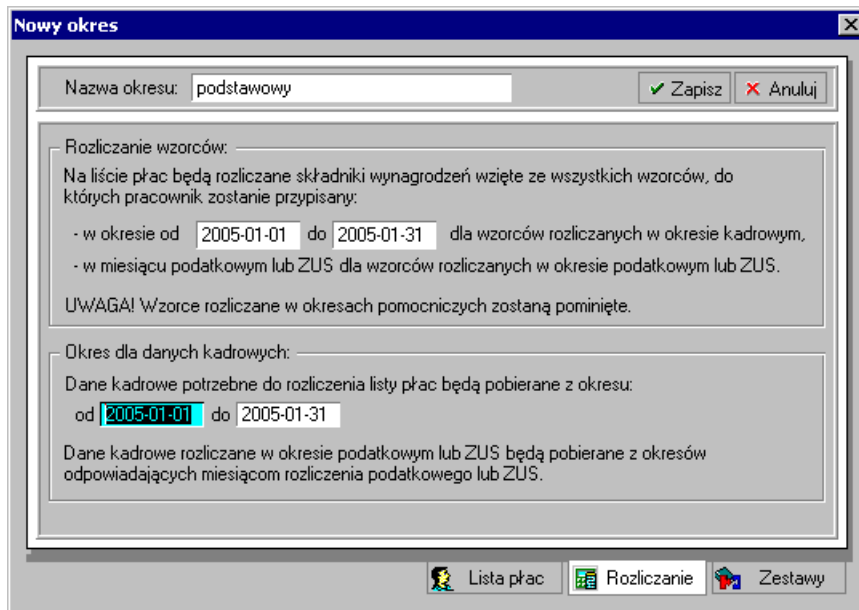 Nowy okres
Nazwa okresu: podstawowy Zapisz Anuluj
Rozliczanie wzorców:
Na liście płac będą rozliczane składniki wynagrodzeń wzięte ze wszystkich wzorców, do
których pracownik zostanie przypisany:
- w okresie od 2005-01-01 do 2005-01-31 dla wzorców rozliczanych w okresie kadrowym,
- w miesiącu podatkowym lub ZUS dla wzorców rozliczanych w okresie podatkowym lub ZUS.
UWAGA! Wzorce rozliczane w okresach pomocniczych zostaną pominięte.
Okres dla danych kadrowych:
Dane kadrowe potrzebne do rozliczenia listy płac będą pobierane z okresu:
od 2005-01-01 do 2005-01-31
Dane kadrowe rozliczane w okresie podatkowym lub ZUS będą pobierane z okresów
odpowiadających miesiącom rozliczenia podatkowego lub ZUS.
Lista płac Rozliczanie Zestawy